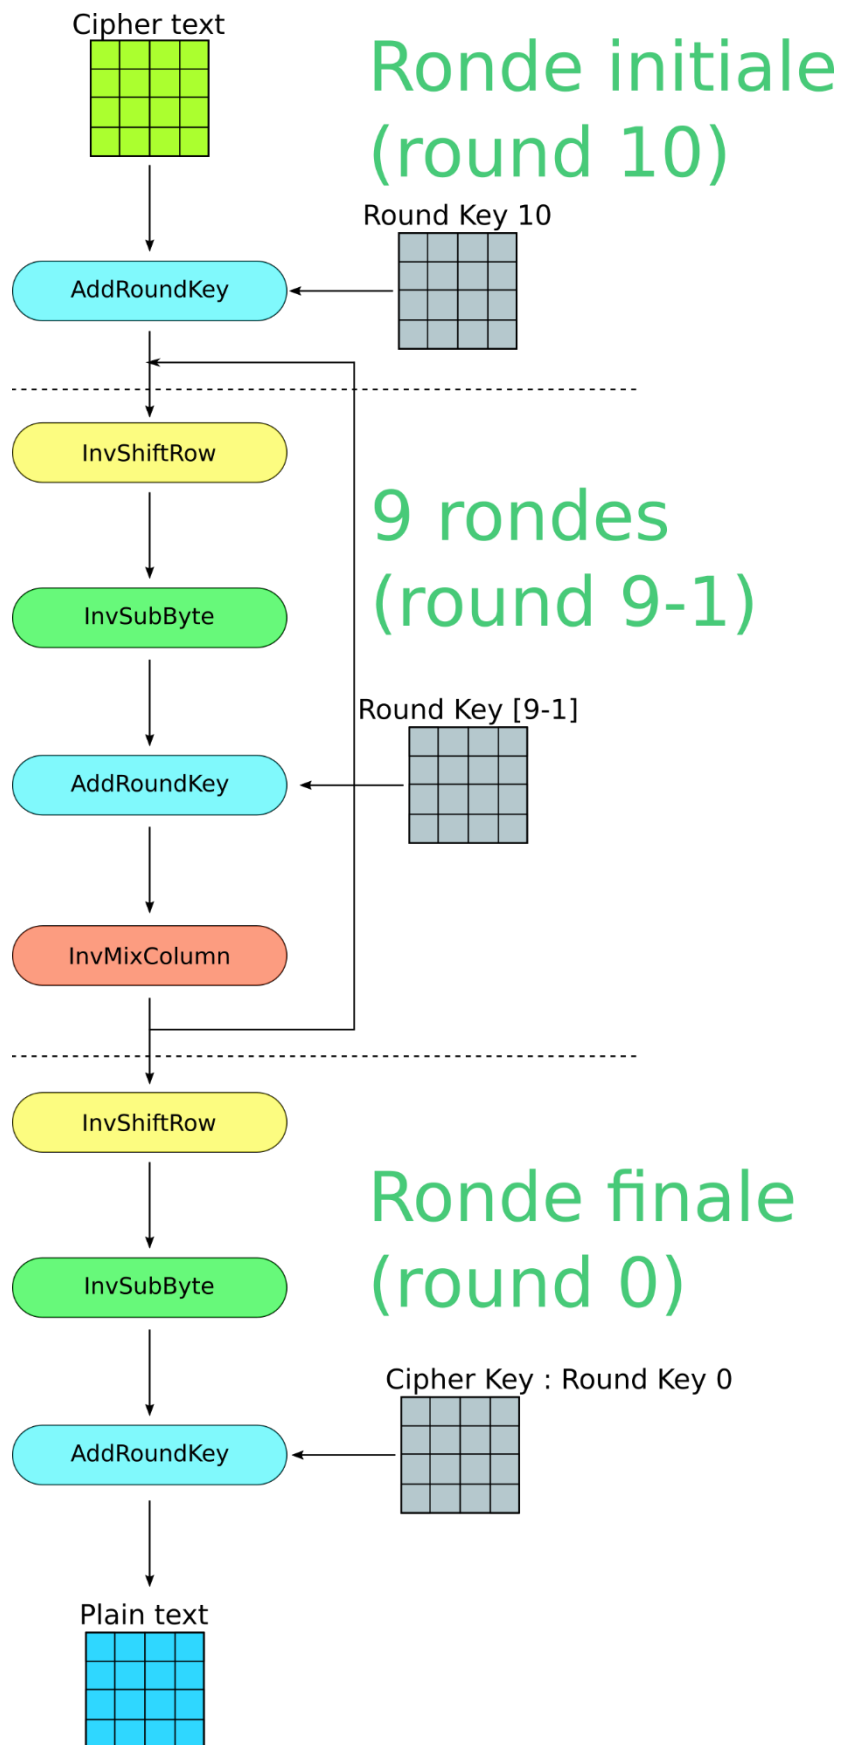 Cipher text
Ronde initiale
(round 10)
Round Key 10
AddRoundKey
InvShiftRow
9 rondes
(round 9-1)
InvSubByte
Round Key [9-1]
AddRoundKey
InvMixColumn
InvShiftRow
Ronde finale
(round 0)
InvSubByte
Cipher Key : Round Key 0
AddRoundKey
Plain text